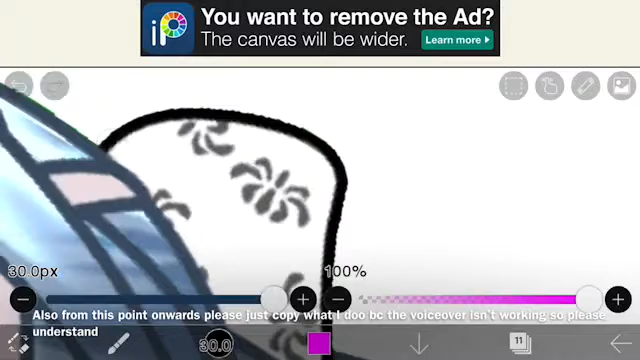 You want to remove the Ad?
The canvas will be wider.
Learn more
iP
30.0px
100%
Also from this point onwards please just copy what I doo bc the voiceover isn't working so please
understand
30.0
11